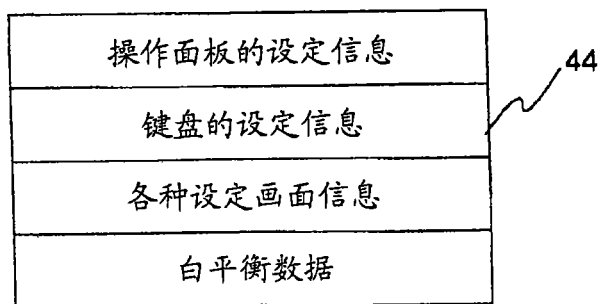 操作面板的设定信息
44
键盘的设定信息
各种设定画面信息
白平衡数据